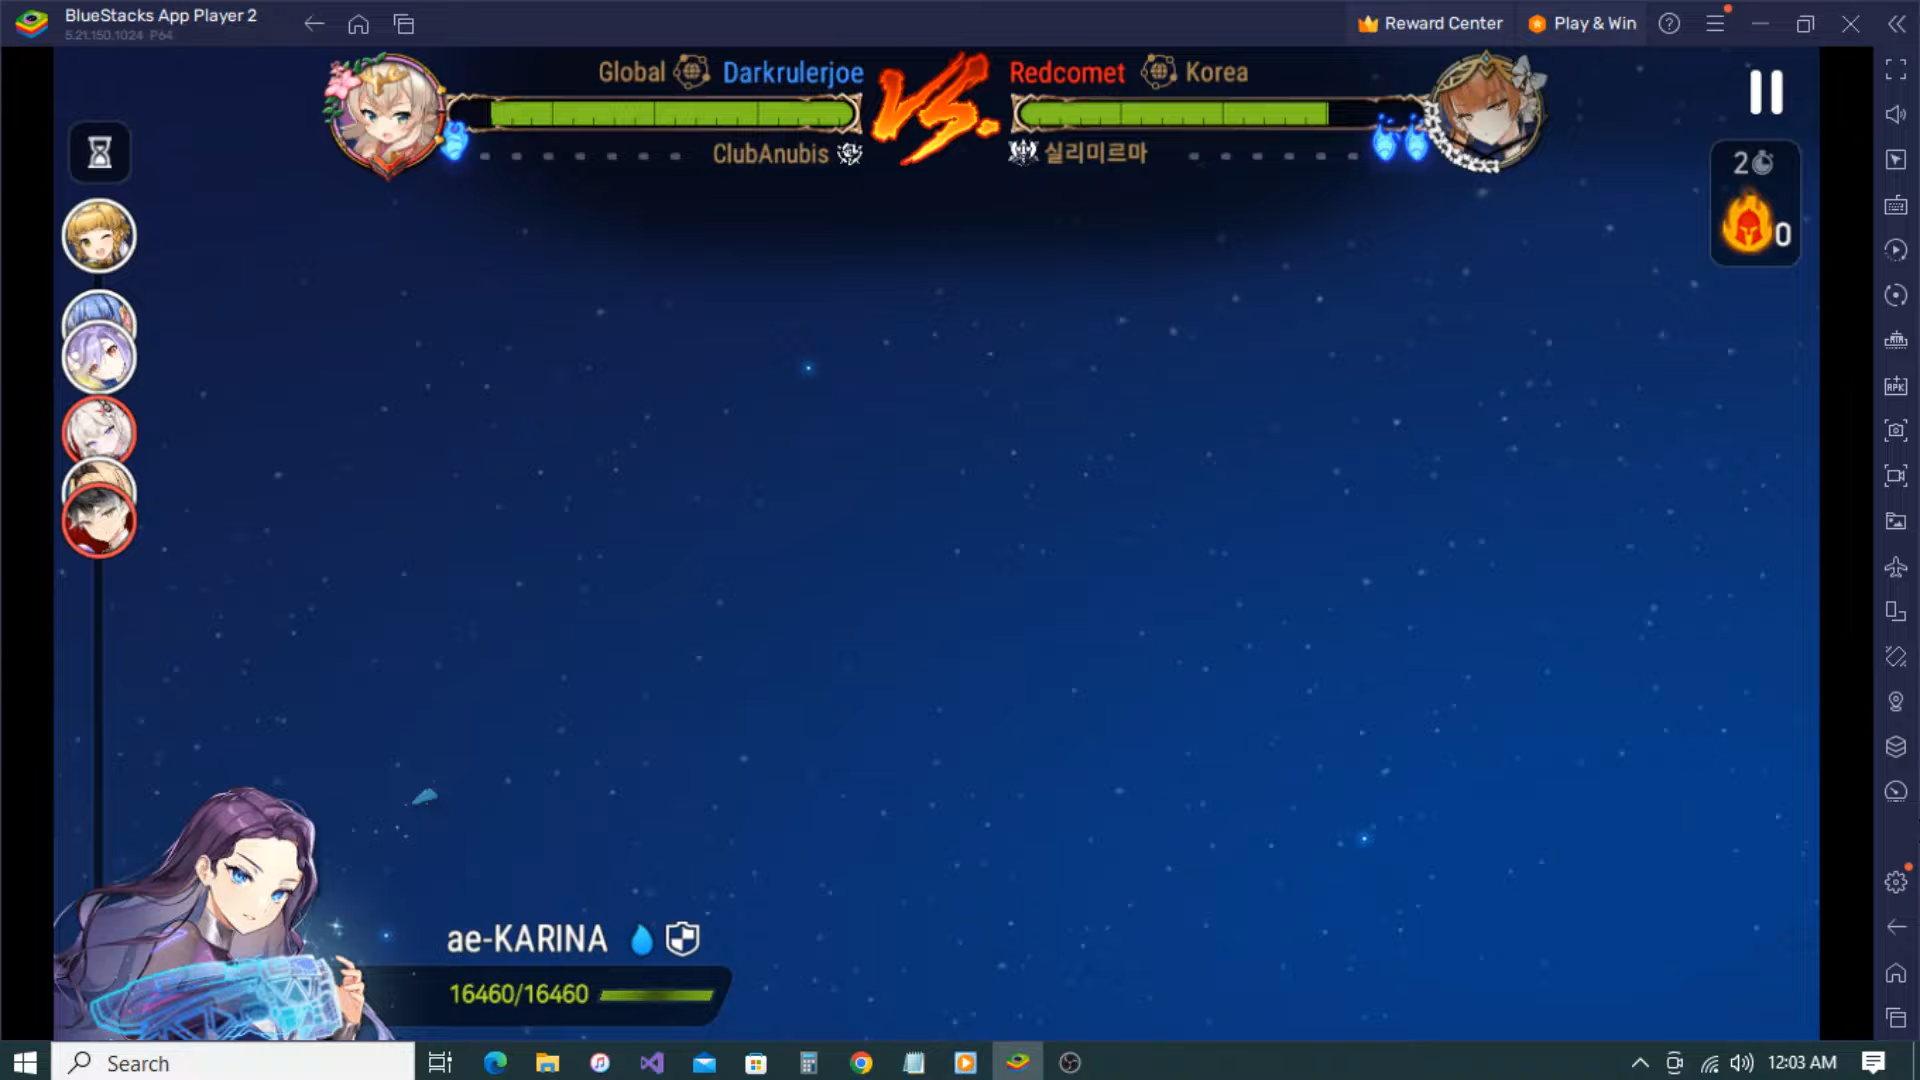 BlueStacks App Player 2
5.21.150.1024 P64
Reward Center
Play & Win
Global Darkrulerjoe
VS.
Redcomet Korea
ClubAnubis
실리미르마
2
0
ae-KARINA
16460/16460
Search
12:03 AM